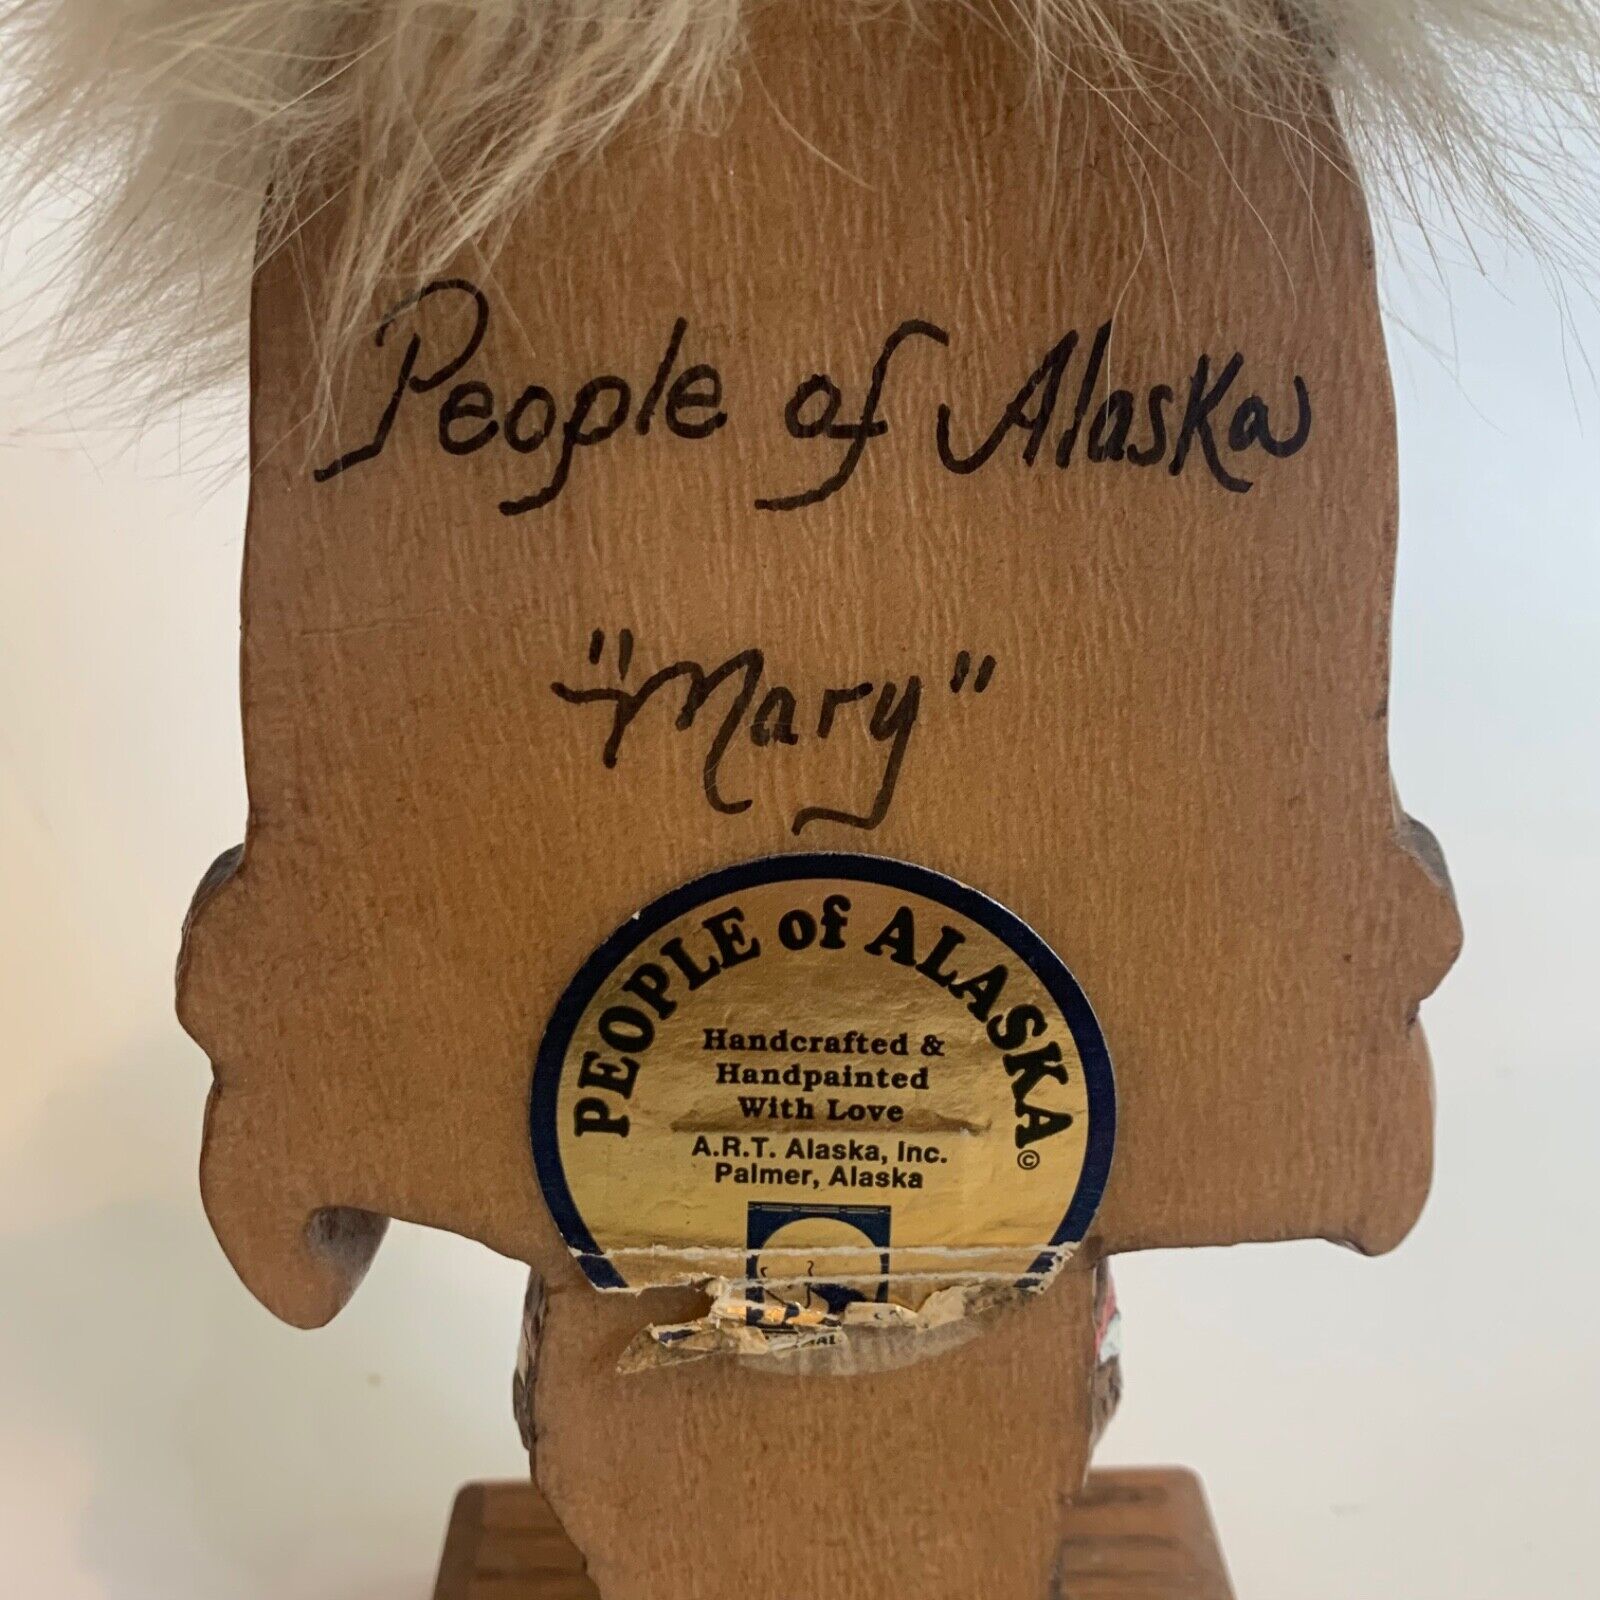 People of Alaska
"Mary"
PEOPLE of ALASKA ©
Handcrafted &
Handpainted
With Love
A.R.T. Alaska, Inc.
Palmer, Alaska